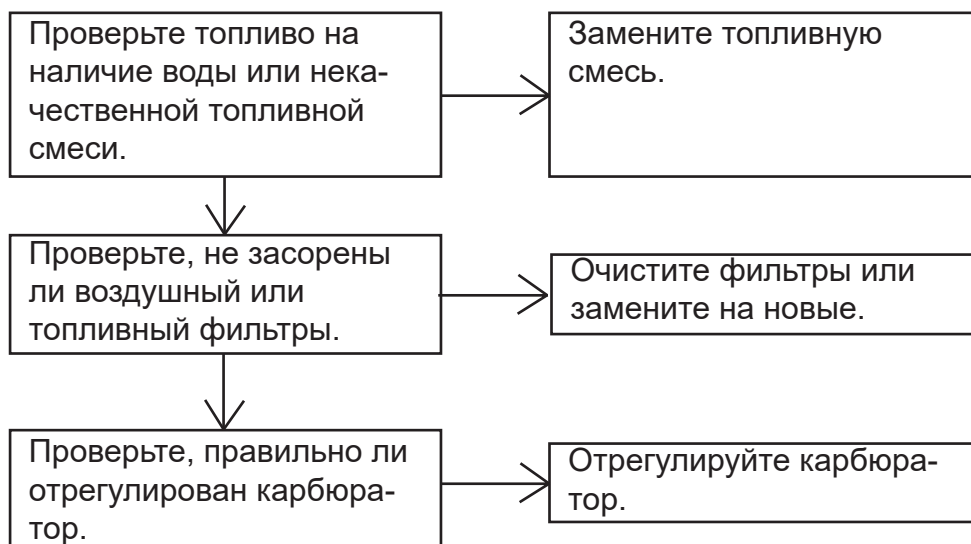 Проверьте топливо на
наличие воды или нека-
чественной топливной
смеси.
Замените топливную
смесь.
Проверьте, не засорены
ли воздушный или
топливный фильтры.
Очистите фильтры или
замените на новые.
Проверьте, правильно ли
отрегулирован карбюра-
тор.
Отрегулируйте карбюра-
тор.